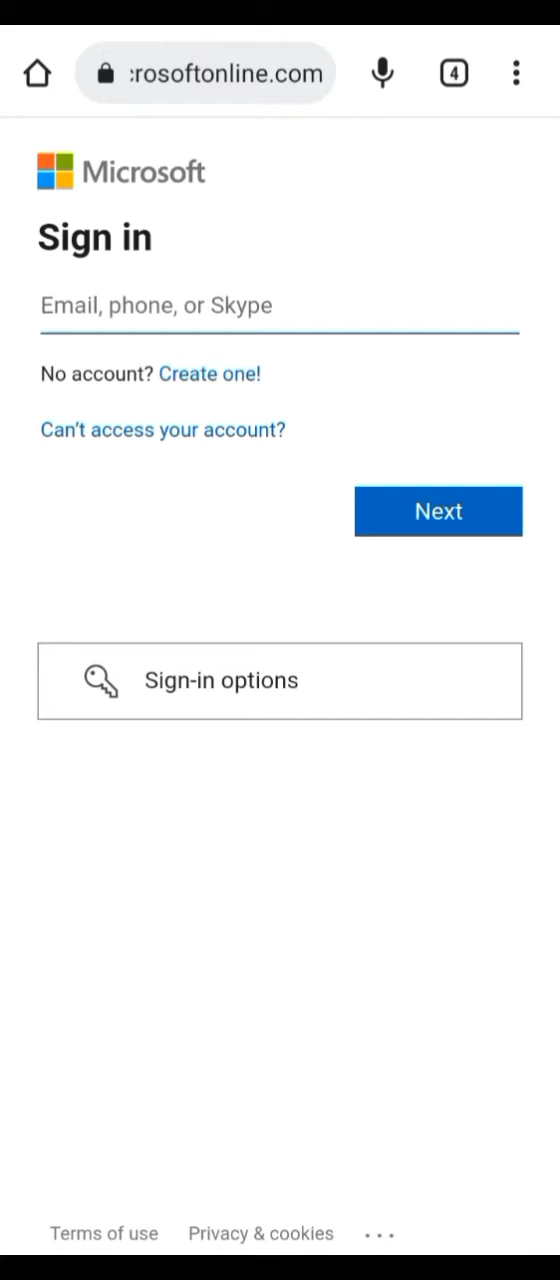 :rosoftonline.com
4
Microsoft
Sign in
Email, phone, or Skype
No account? Create one!
Can't access your account?
Next
Sign-in options
Terms of use Privacy & cookies ...